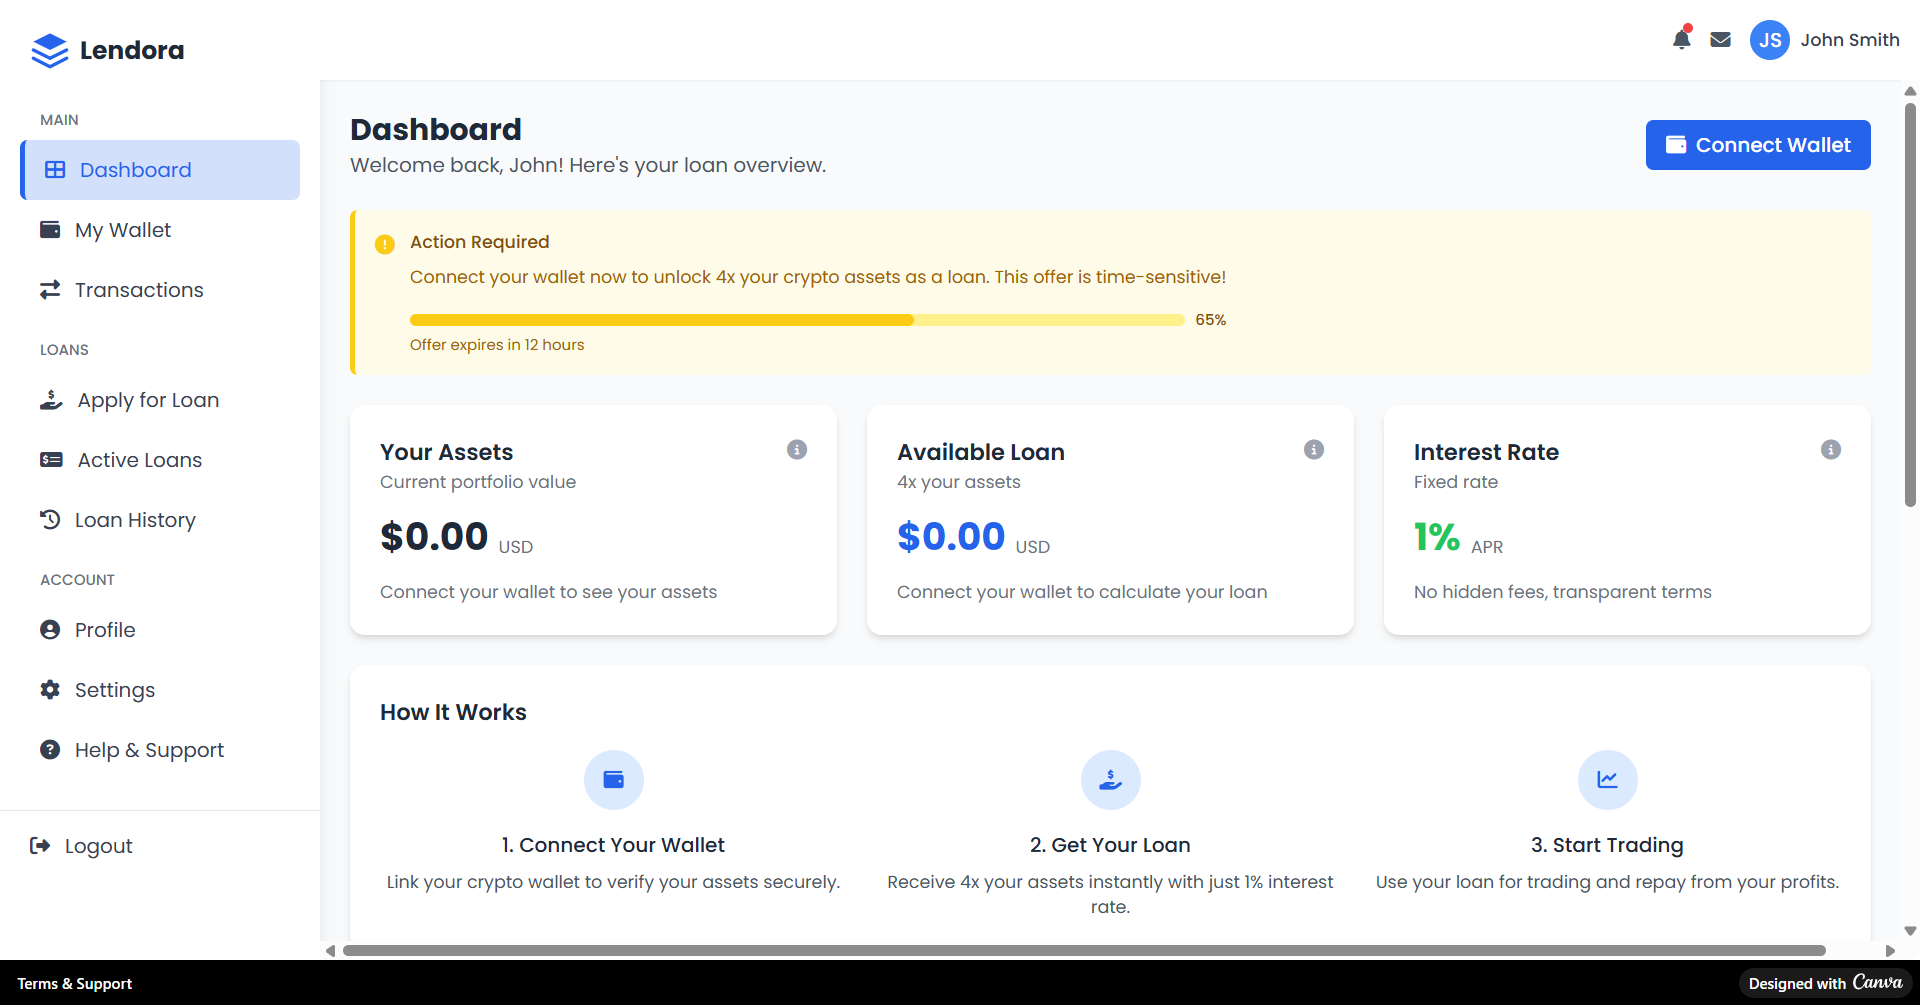 Lendora
JS John Smith
MAIN
Dashboard
My Wallet
Transactions
LOANS
Apply for Loan
Active Loans
Loan History
ACCOUNT
Profile
Settings
Help & Support
Logout
Dashboard
Welcome back, John! Here's your loan overview.
Connect Wallet
Action Required
Connect your wallet now to unlock 4x your crypto assets as a loan. This offer is time-sensitive!
65%
Offer expires in 12 hours
Your Assets
Current portfolio value
$0.00 USD
Connect your wallet to see your assets
Available Loan
4x your assets
$0.00 USD
Connect your wallet to calculate your loan
Interest Rate
Fixed rate
1% APR
No hidden fees, transparent terms
How It Works
1. Connect Your Wallet
Link your crypto wallet to verify your assets securely.
2. Get Your Loan
Receive 4x your assets instantly with just 1% interest
rate.
3. Start Trading
Use your loan for trading and repay from your profits.
Terms & Support
Designed with Canva